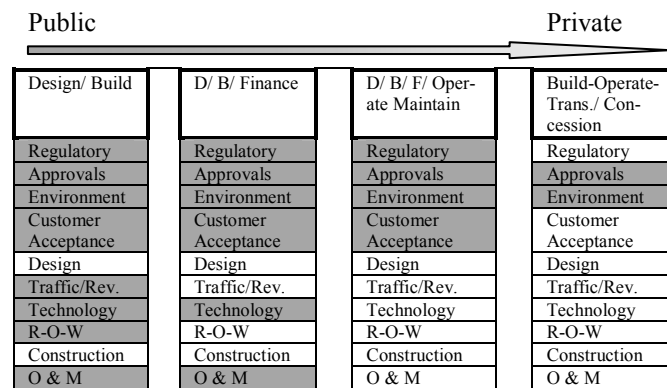 Public
Private
Design/ Build
Regulatory
Approvals
Environment
Customer
Acceptance
Design
Traffic/Rev.
Technology
R-O-W
Construction
O & M
D/ B/ Finance
Regulatory
Approvals
Environment
Customer
Acceptance
Design
Traffic/Rev.
Technology
R-O-W
Construction
O & M
D/ B/ F/ Oper-
ate Maintain
Regulatory
Approvals
Environment
Customer
Acceptance
Design
Traffic/Rev.
Technology
R-O-W
Construction
O & M
Build-Operate-
Trans./ Con-
cession
Regulatory
Approvals
Environment
Customer
Acceptance
Design
Traffic/Rev.
Technology
R-O-W
Construction
O & M